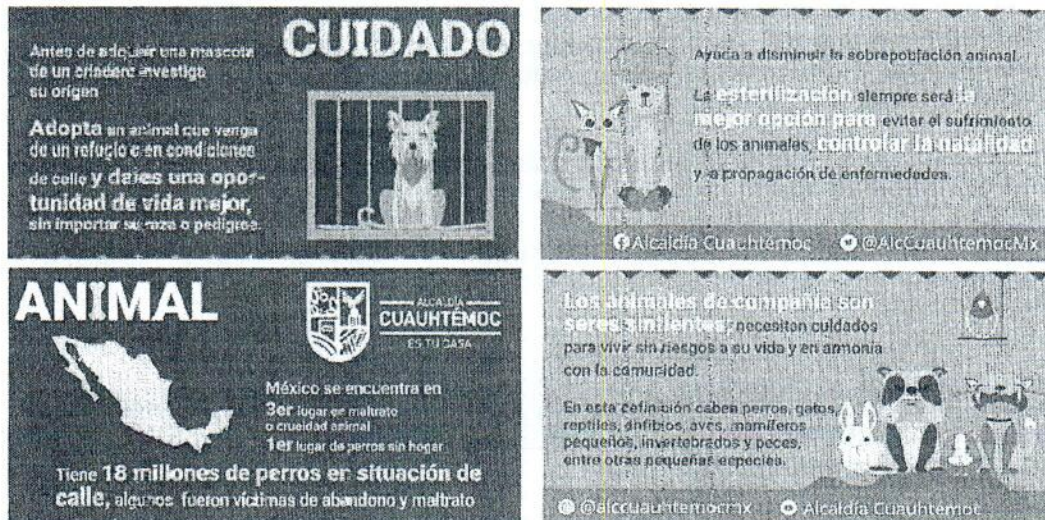 CUIDADO
Antes de adquirir una mascota
de un criadero investiga
su origen
Adopta un animal que venga
de un refugio o en condiciones
de calle y dales una opor-
tunidad de vida mejor,
sin importar su raza o pedigree.
Ayuda a disminuir la sobrepoblación animal
La esterilización siempre será la
mejor opción para evitar el sufrimiento
de los animales, controlar la natalidad
y la propagación de enfermedades.
Alcaldía Cuauhtémoc @AlcCuauhtemocMx
ANIMAL
ALCALDÍA
CUAUHTÉMOC
ES TU CASA
México se encuentra en
3er lugar en maltrato
o crueldad animal
1er lugar de perros sin hogar
Tiene 18 millones de perros en situación de
calle, algunos fueron víctimas de abandono y maltrato
Los animales de compañía son
seres sintientes, necesitan cuidados
para vivir sin riesgos a su vida y en armonía
con la comunidad.
En esta definición caben perros, gatos,
reptiles, anfibios, aves, mamíferos
pequeños, invertebrados y peces,
entre otras pequeñas especies.
@alccuauhtemocmx Alcaldía Cuauhtémoc